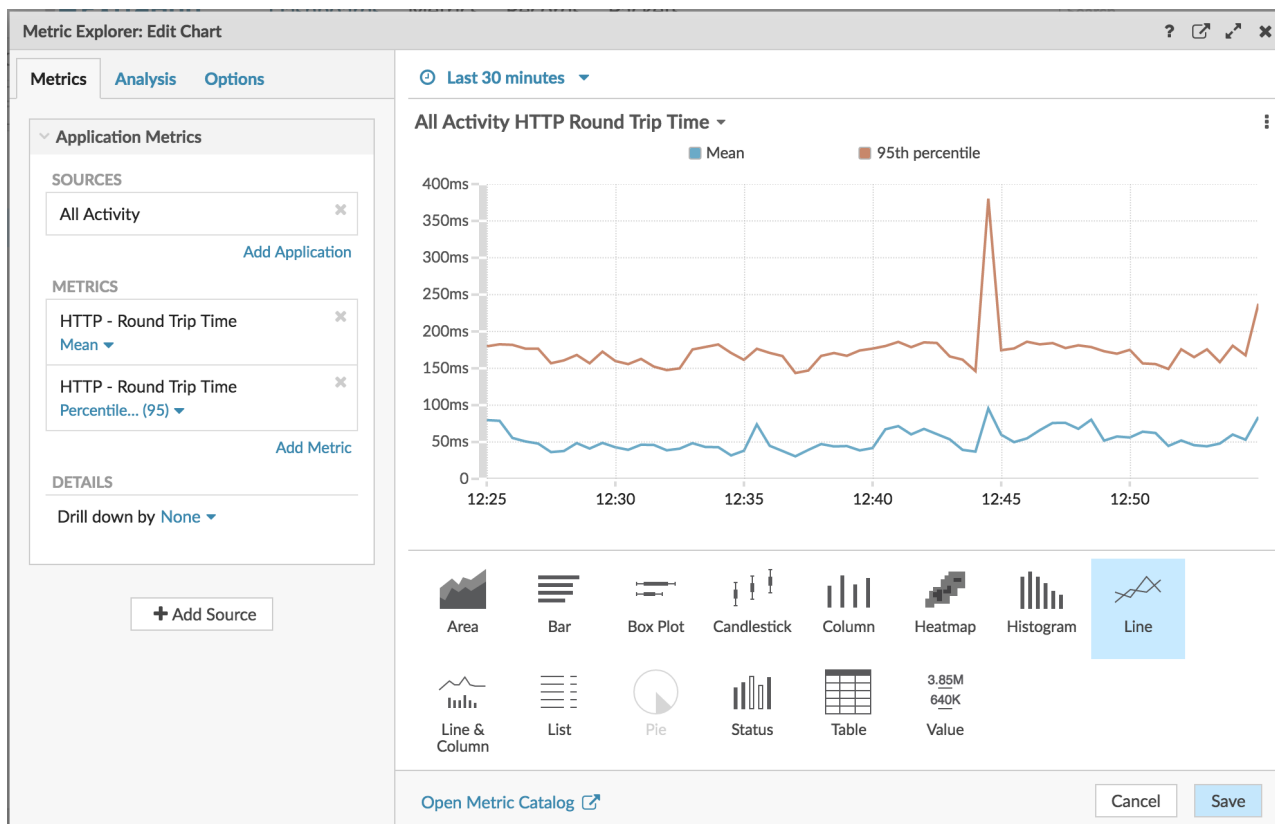 Metric Explorer: Edit Chart
?
Metrics
Analysis
Options
Application Metrics
SOURCES
All Activity
Add Application
METRICS
HTTP - Round Trip Time
Mean
HTTP - Round Trip Time
Percentile... (95)
Add Metric
DETAILS
Drill down by None
+ Add Source
Last 30 minutes
All Activity HTTP Round Trip Time
Mean
95th percentile
400ms
350ms
300ms
250ms
200ms
150ms
100ms
50ms
0
12:25
12:30
12:35
12:40
12:45
12:50
Area
Bar
Box Plot
Candlestick
Column
Heatmap
Histogram
Line
3.85M
640K
Line &
Column
List
Pie
Status
Table
Value
Open Metric Catalog
Cancel
Save